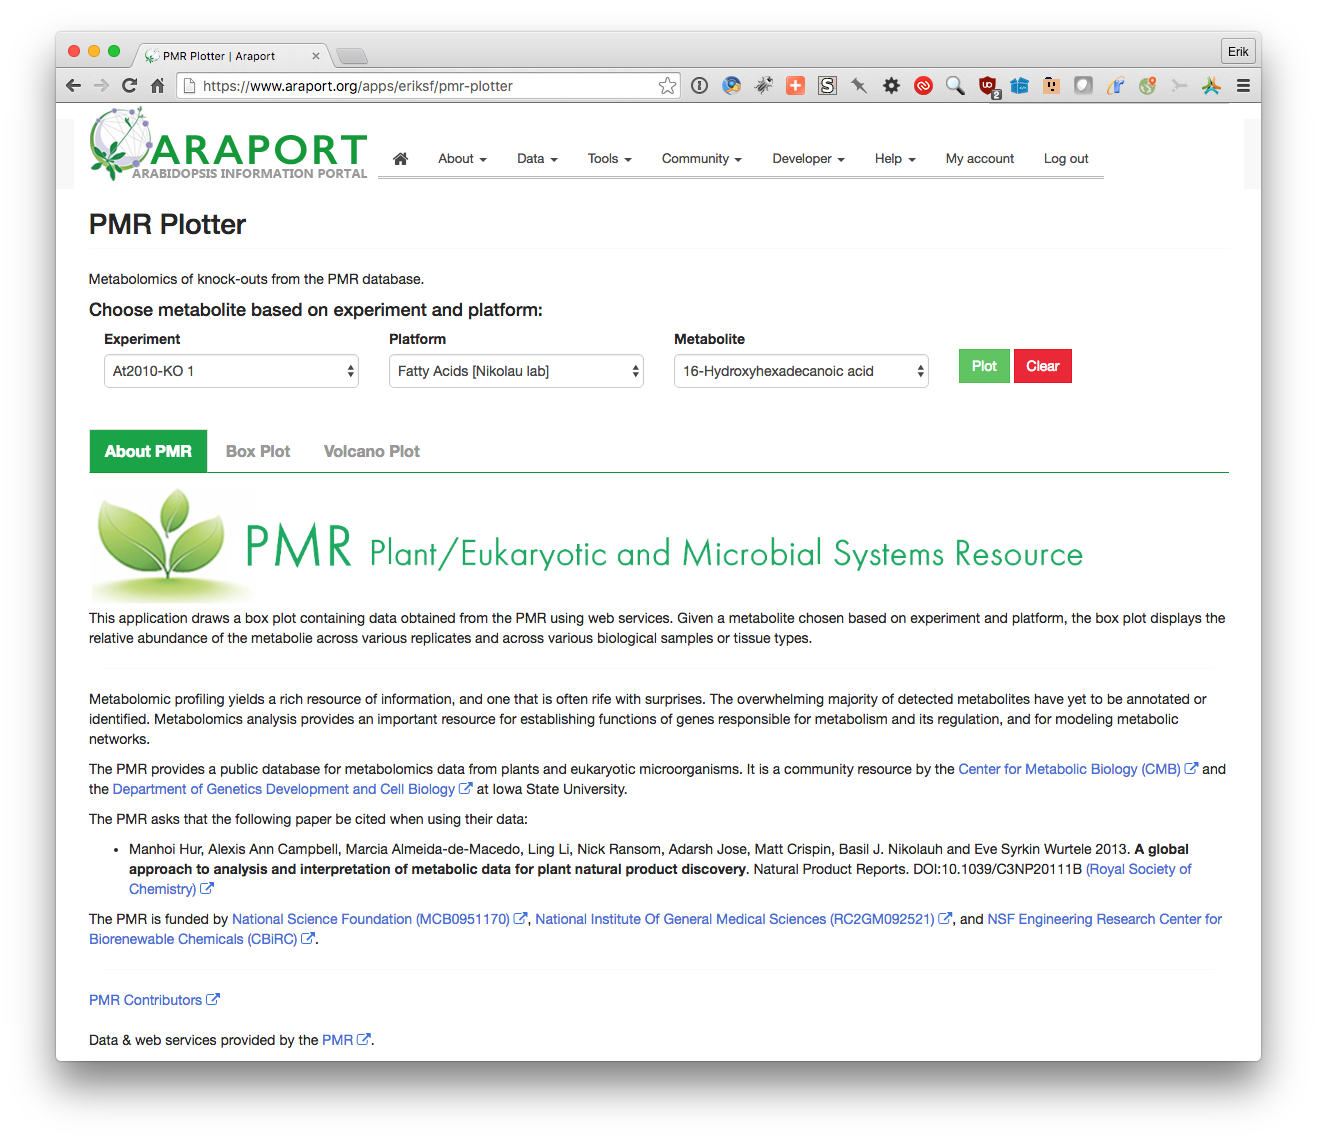 PMR Plotter | Araport
Erik
https://www.araport.org/apps/eriksf/pmr-plotter
2
ARAPORT
ARABIDOPSIS INFORMATION PORTAL
About Data Tools Community Developer Help My account Log out
PMR Plotter
Metabolomics of knock-outs from the PMR database.
Choose metabolite based on experiment and platform:
Experiment Platform Metabolite
At2010-KO 1 Fatty Acids [Nikolau lab] 16-Hydroxyhexadecanoic acid Plot Clear
About PMR Box Plot Volcano Plot
PMR Plant/Eukaryotic and Microbial Systems Resource
This application draws a box plot containing data obtained from the PMR using web services. Given a metabolite chosen based on experiment and platform, the box plot displays the
relative abundance of the metabolie across various replicates and across various biological samples or tissue types.
Metabolomic profiling yields a rich resource of information, and one that is often rife with surprises. The overwhelming majority of detected metabolites have yet to be annotated or
identified. Metabolomics analysis provides an important resource for establishing functions of genes responsible for metabolism and its regulation, and for modeling metabolic
networks.
The PMR provides a public database for metabolomics data from plants and eukaryotic microorganisms. It is a community resource by the Center for Metabolic Biology (CMB) and
the Department of Genetics Development and Cell Biology at Iowa State University.
The PMR asks that the following paper be cited when using their data:
• Manhoi Hur, Alexis Ann Campbell, Marcia Almeida-de-Macedo, Ling Li, Nick Ransom, Adarsh Jose, Matt Crispin, Basil J. Nikolauh and Eve Syrkin Wurtele 2013. A global
approach to analysis and interpretation of metabolic data for plant natural product discovery. Natural Product Reports. DOI:10.1039/C3NP20111B (Royal Society of
Chemistry)
The PMR is funded by National Science Foundation (MCB0951170), National Institute Of General Medical Sciences (RC2GM092521), and NSF Engineering Research Center for
Biorenewable Chemicals (CBiRC).
PMR Contributors
Data & web services provided by the PMR.